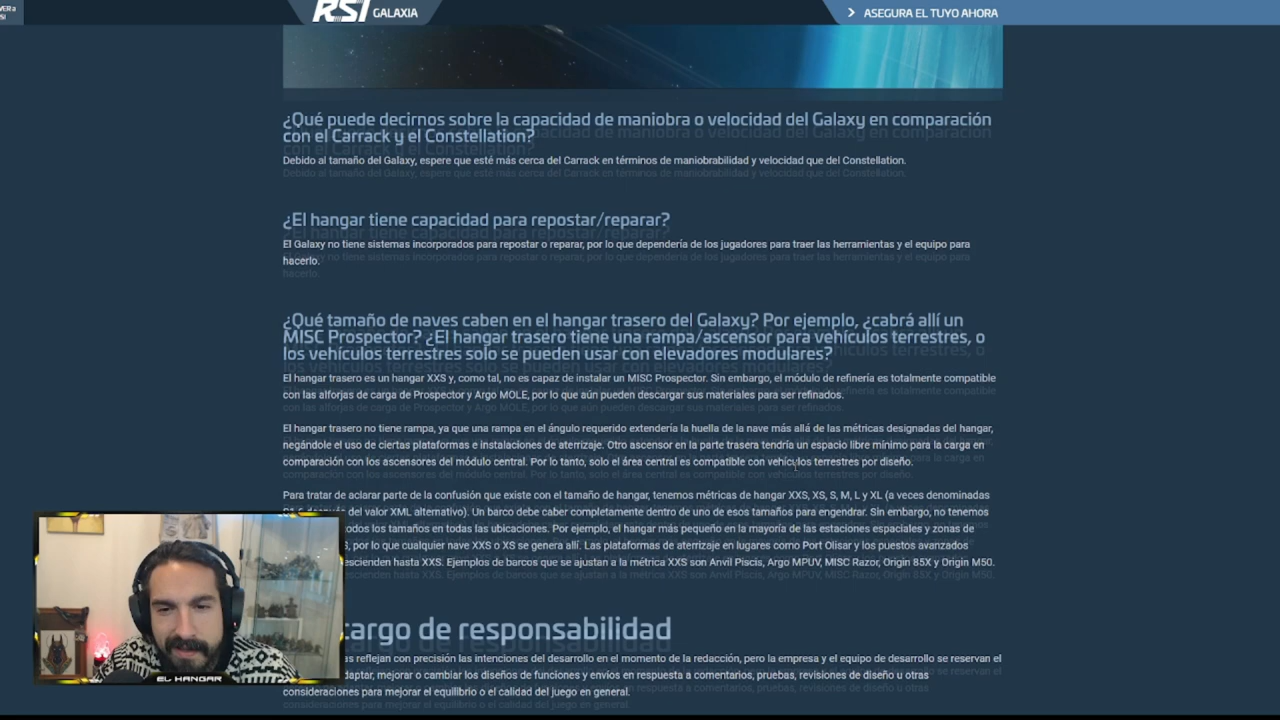 RSI GALAXIA
ASEGURA EL TUYO AHORA
¿Qué puede decirnos sobre la capacidad de maniobra o velocidad del Galaxy en comparación
con el Carrack y el Constellation?
Debido al tamaño del Galaxy, espere que esté más cerca del Carrack en términos de maniobrabilidad y velocidad que del Constellation.
¿El hangar tiene capacidad para repostar/reparar?
El Galaxy no tiene sistemas incorporados para repostar o reparar, por lo que dependería de los jugadores para traer las herramientas y el equipo para
hacerlo.
¿Qué tamaño de naves caben en el hangar trasero del Galaxy? Por ejemplo, ¿cabrá allí un
MISC Prospector? ¿El hangar trasero tiene una rampa/ascensor para vehículos terrestres, o
los vehículos terrestres solo se pueden usar con elevadores modulares?
El hangar trasero es un hangar XXS y, como tal, no es capaz de instalar un MISC Prospector. Sin embargo, el módulo de refinería es totalmente compatible
con las alforjas de carga de Prospector y Argo MOLE, por lo que aún pueden descargar sus materiales para ser refinados.
El hangar trasero no tiene rampa, ya que una rampa en el ángulo requerido extendería la huella de la nave más allá de las métricas designadas del hangar,
negándole el uso de ciertas plataformas e instalaciones de aterrizaje. Otro ascensor en la parte trasera tendría un espacio libre mínimo para la carga en
comparación con los ascensores del módulo central. Por lo tanto, solo el área central es compatible con vehículos terrestres por diseño.
Para tratar de aclarar parte de la confusión que existe con el tamaño de hangar, tenemos métricas de hangar XXS, XS, S, M, L y XL (a veces denominadas
después del valor XML alternativo). Un barco debe caber completamente dentro de uno de esos tamaños para engendrar. Sin embargo, no tenemos
todos los tamaños en todas las ubicaciones. Por ejemplo, el hangar más pequeño en la mayoría de las estaciones espaciales y zonas de
, por lo que cualquier nave XXS o XS se genera allí. Las plataformas de aterrizaje en lugares como Port Olisar y los puestos avanzados
escienden hasta XXS. Ejemplos de barcos que se ajustan a la métrica XXS son Anvil Piscis, Argo MPUV, MISC Razor, Origin 85X y Origin M50.
cargo de responsabilidad
as reflejan con precisión las intenciones del desarrollo en el momento de la redacción, pero la empresa y el equipo de desarrollo se reservan el
daptar, mejorar o cambiar los diseños de funciones y envíos en respuesta a comentarios, pruebas, revisiones de diseño u otras
consideraciones para mejorar el equilibrio o el calidad del juego en general.
EL HANGAR